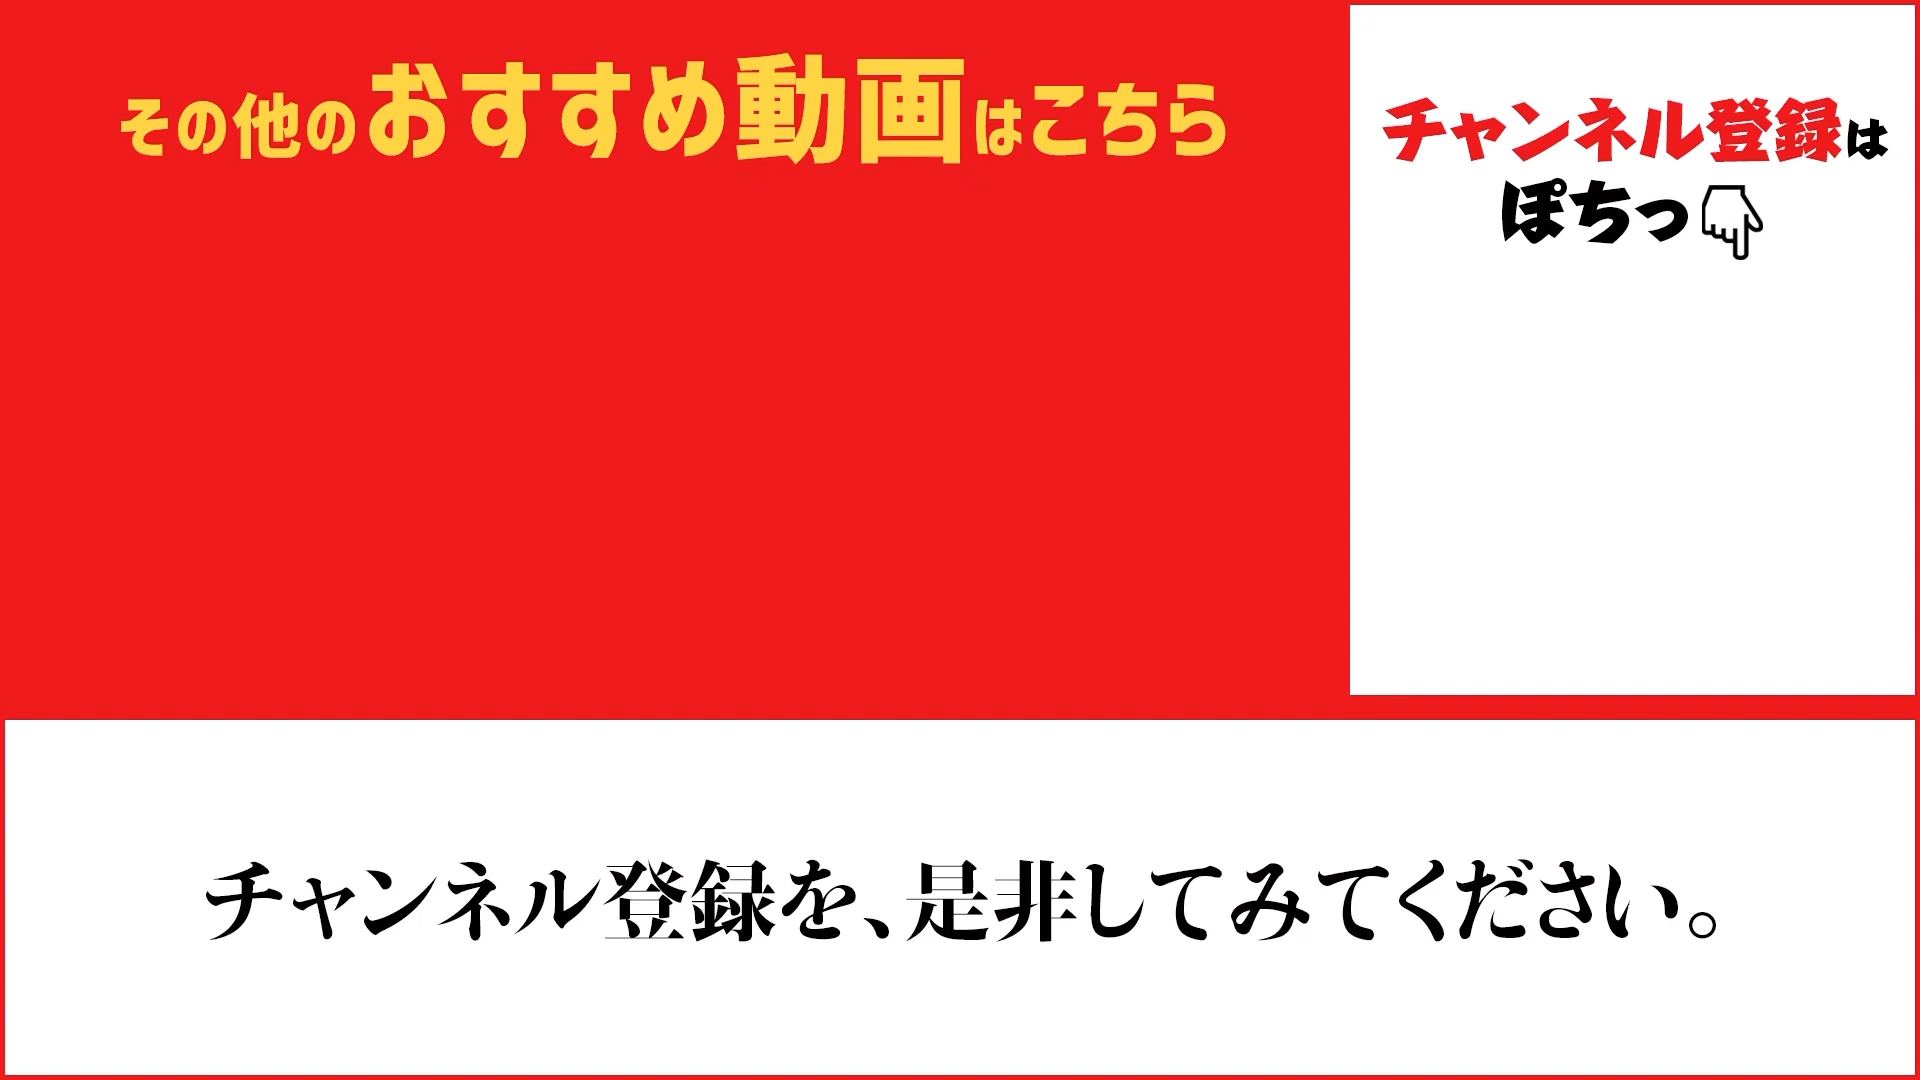 その他のおすすめ動画はこちら
チャンネル登録は
ぽちっ
チャンネル登録を、是非してみてください。